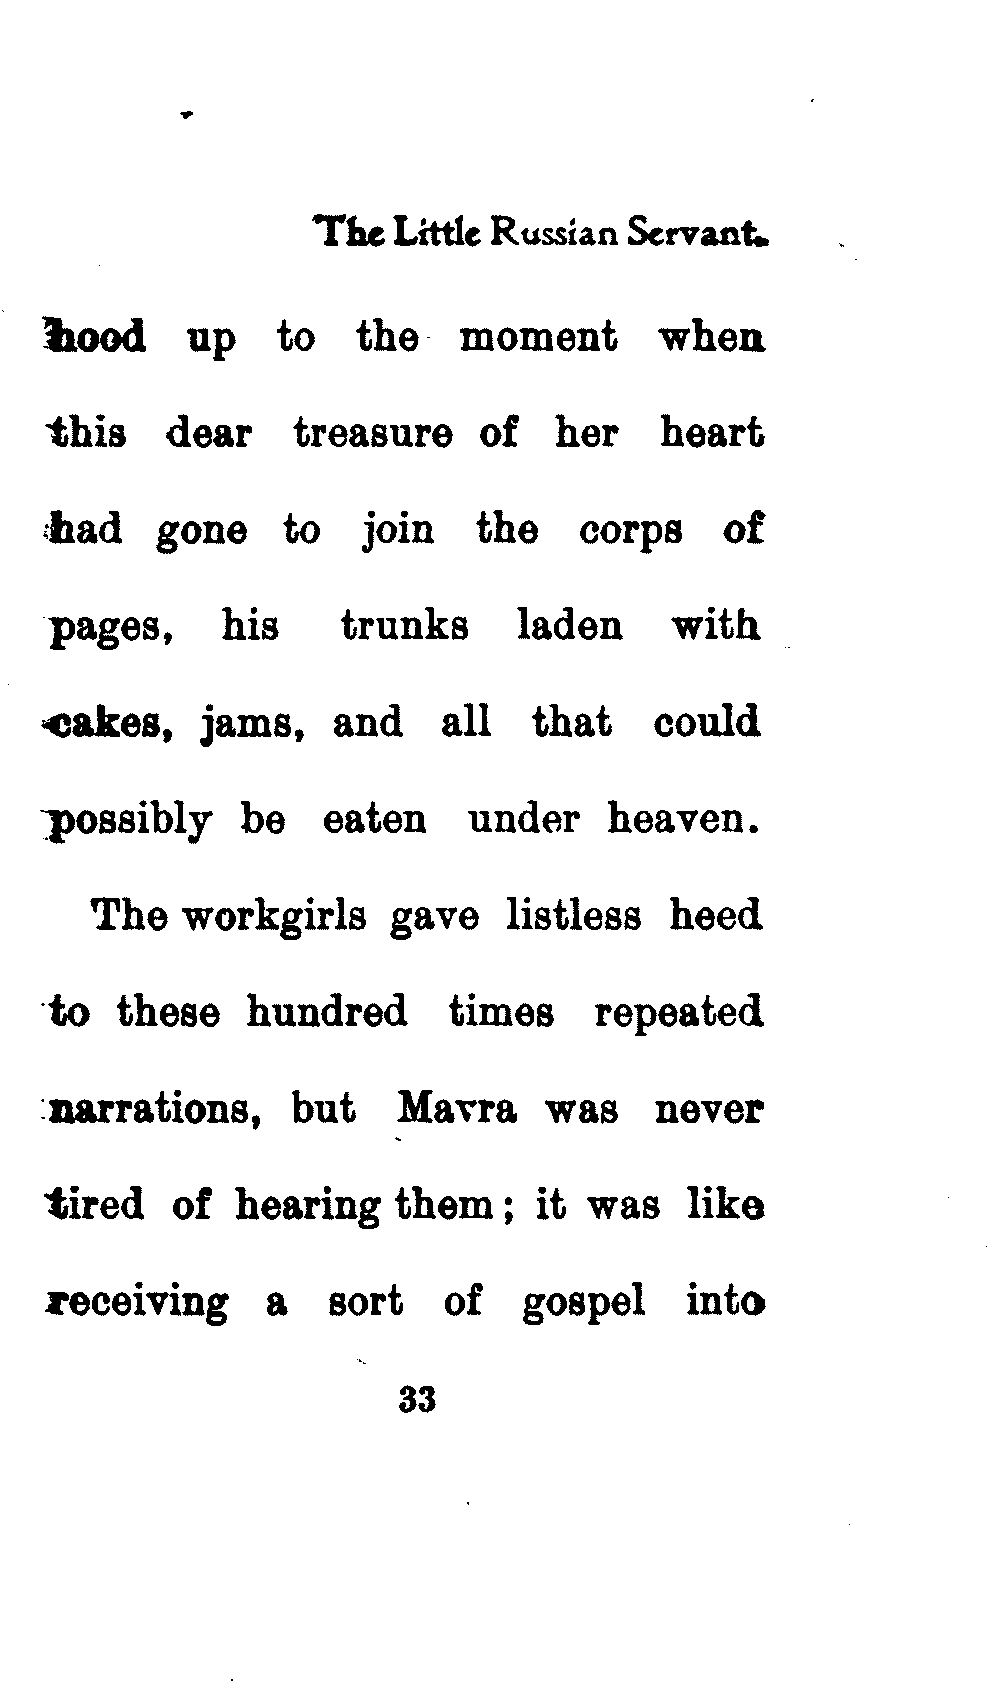 The Little Russian Servant.
hood up to the moment when
this dear treasure of her heart
had gone to join the corps of
pages, his trunks laden with
cakes, jams, and all that could
possibly be eaten under heaven.
The workgirls gave listless heed
to these hundred times repeated
narrations, but Mavra was never
tired of hearing them; it was like
receiving a sort of gospel into
33